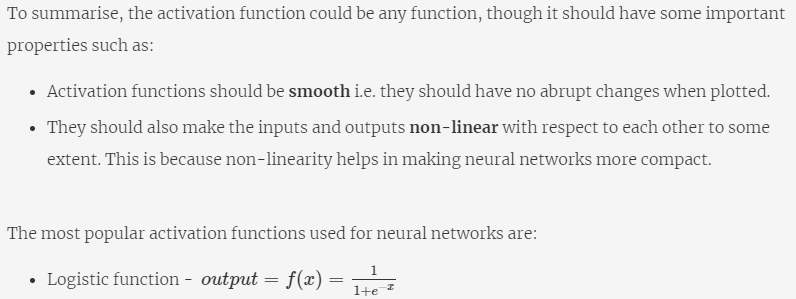 To summarise, the activation function could be any function, though it should have some important
properties such as:
• Activation functions should be smooth i.e. they should have no abrupt changes when plotted.
• They should also make the inputs and outputs non-linear with respect to each other to some
extent. This is because non-linearity helps in making neural networks more compact.
The most popular activation functions used for neural networks are:
• Logistic function - output = f(x) = 1/(1+e^-x)